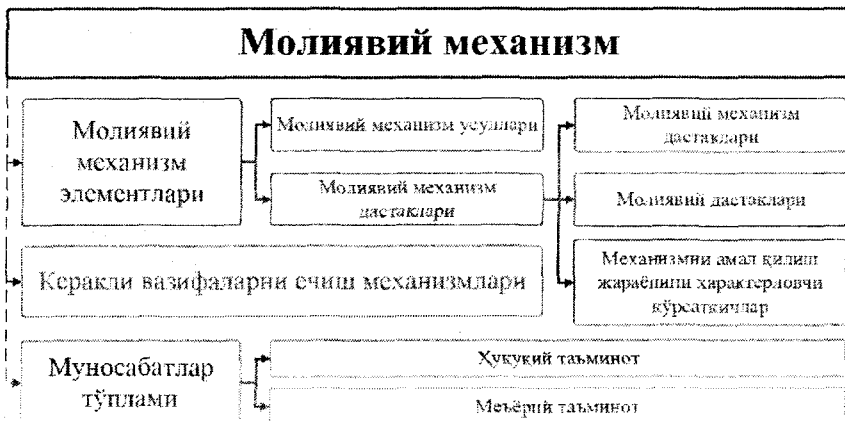 Молиявий механизм
Молиявий
механизм
элементлари
Молиявий механизм усуллари
Молиявий механизм
дастаклари
Молиявий механизм
дастаклари
Молиявий дастаклари
Механизмни амал қилиш
жараёнини характерловчи
кўрсаткичлар
Керакли вазифаларни ечиш механизмлари
Муносабатлар
тўплами
Ҳуқуқий таъминот
Меъёрий таъминот